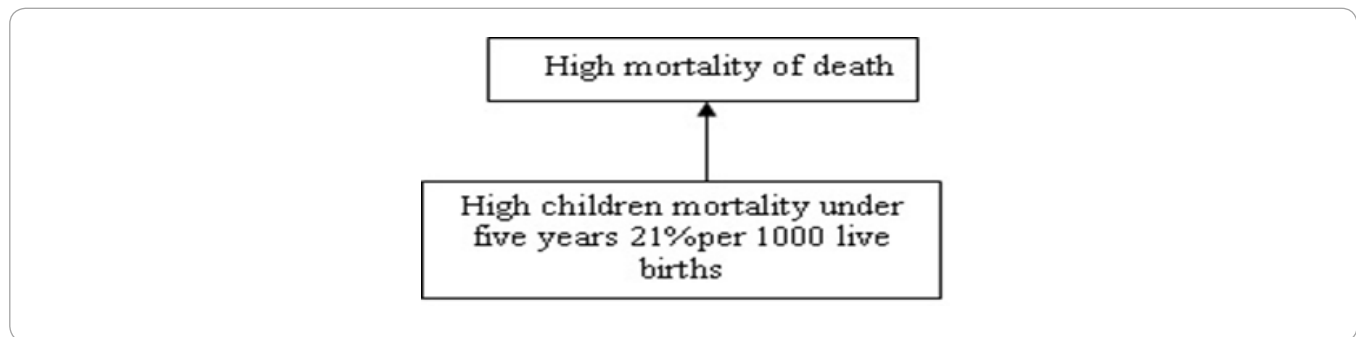 High mortality of death
High children mortality under
five years 21%per 1000 live
births